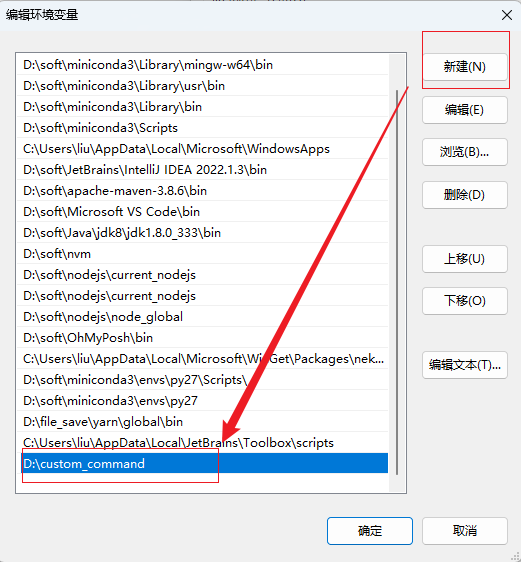 编辑环境变量
D:\soft\miniconda3\Library\mingw-w64\bin
D:\soft\miniconda3\Library\usr\bin
D:\soft\miniconda3\Library\bin
D:\soft\miniconda3\Scripts
C:\Users\liu\AppData\Local\Microsoft\WindowsApps
D:\soft\JetBrains\IntelliJ IDEA 2022.1.3\bin
D:\soft\apache-maven-3.8.6\bin
D:\soft\Microsoft VS Code\bin
D:\soft\Java\jdk8\jdk1.8.0_333\bin
D:\soft\nvm
D:\soft\nodejs\current_nodejs
D:\soft\nodejs\current_nodejs
D:\soft\nodejs\node_global
D:\soft\OhMyPosh\bin
C:\Users\liu\AppData\Local\Microsoft\WinGet\Packages\nek...
D:\soft\miniconda3\envs\py27\Scripts\
D:\soft\miniconda3\envs\py27
D:\file_save\yarn\global\bin
C:\Users\liu\AppData\Local\JetBrains\Toolbox\scripts
D:\custom_command
新建(N)
编辑(E)
浏览(B)...
删除(D)
上移(U)
下移(O)
编辑文本(T)...
确定
取消